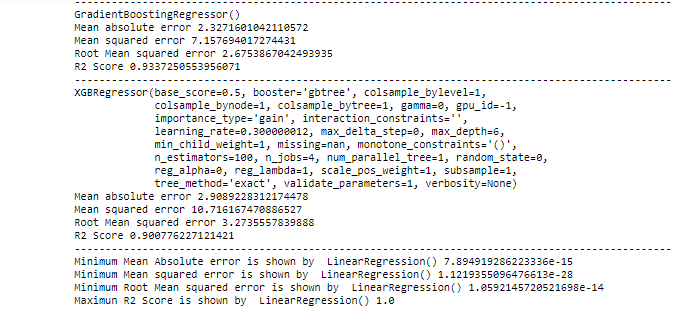 --------------------------------------------------------------------------------
GradientBoostingRegressor()
Mean absolute error 2.3271601042110572
Mean squared error 7.157694017274431
Root Mean squared error 2.6753867042493935
R2 Score 0.9337250553956071
--------------------------------------------------------------------------------
XGBRegressor(base_score=0.5, booster='gbtree', colsample_bylevel=1,
colsample_bynode=1, colsample_bytree=1, gamma=0, gpu_id=-1,
importance_type='gain', interaction_constraints='',
learning_rate=0.300000012, max_delta_step=0, max_depth=6,
min_child_weight=1, missing=nan, monotone_constraints='()',
n_estimators=100, n_jobs=4, num_parallel_tree=1, random_state=0,
reg_alpha=0, reg_lambda=1, scale_pos_weight=1, subsample=1,
tree_method='exact', validate_parameters=1, verbosity=None)
Mean absolute error 2.9089228312174478
Mean squared error 10.716167470886527
Root Mean squared error 3.2735557839888
R2 Score 0.900776227121421
--------------------------------------------------------------------------------
Minimum Mean Absolute error is shown by  LinearRegression() 7.894919286223336e-15
Minimum Mean squared error is shown by  LinearRegression() 1.1219355096476613e-28
Minimum Root Mean squared error is shown by  LinearRegression() 1.0592145720521698e-14
Maximun R2 Score is shown by  LinearRegression() 1.0